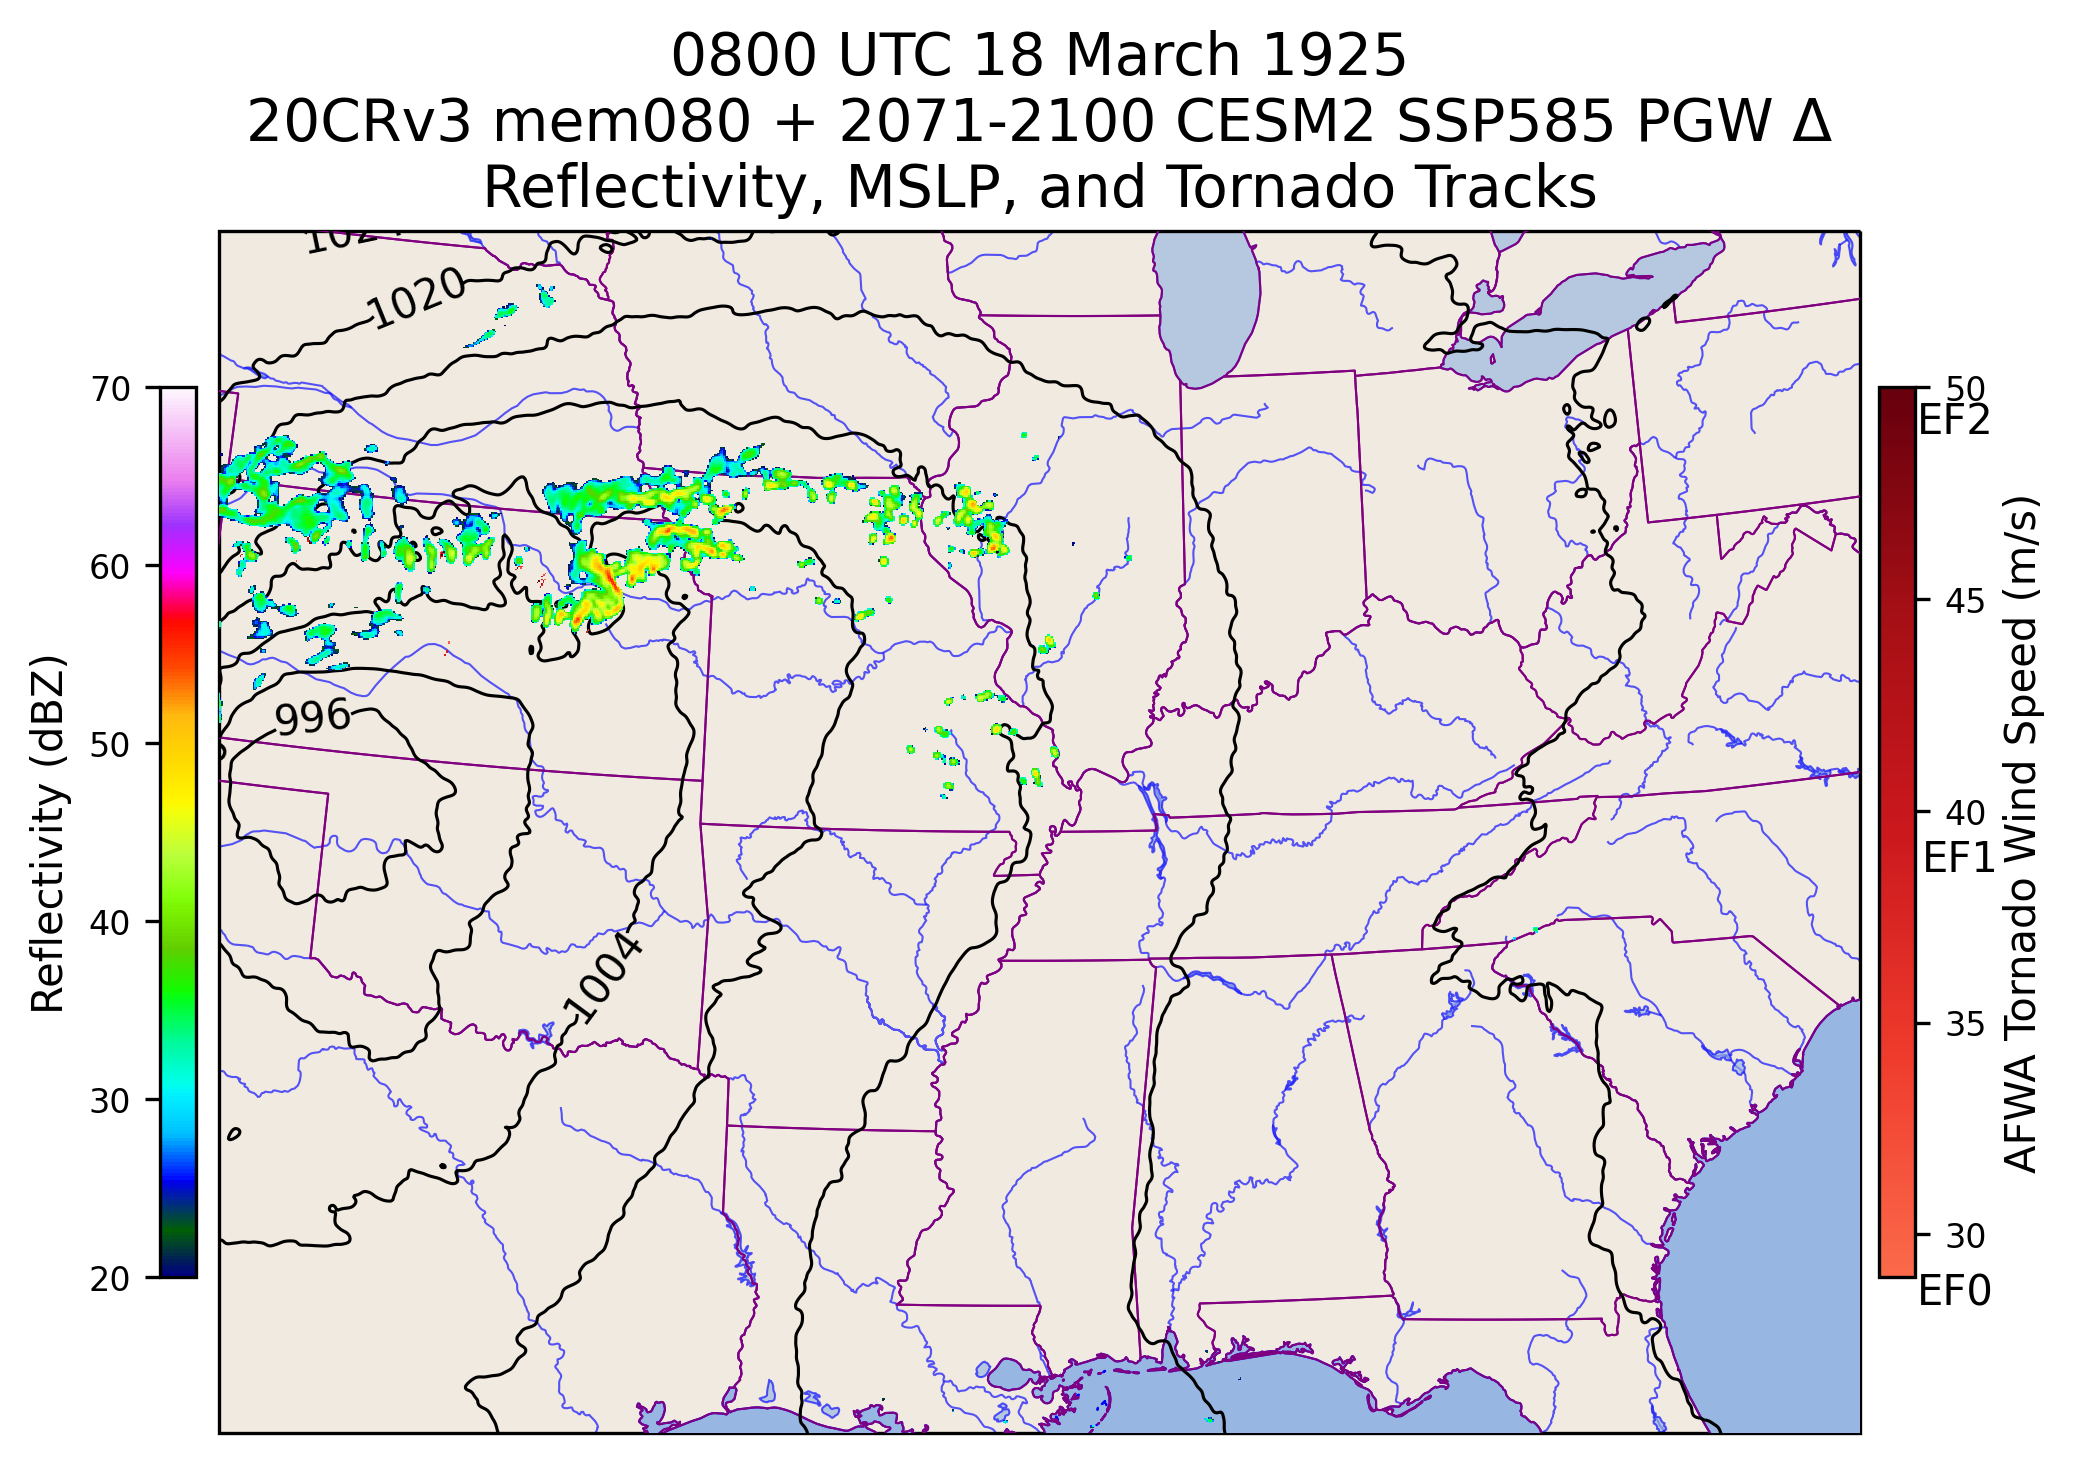 0800 UTC 18 March 1925
20CRv3 mem080 + 2071-2100 CESM2 SSP585 PGW Δ
Reflectivity, MSLP, and Tornado Tracks
1020
996
1004
70
60
50
40
30
20
Reflectivity (dBZ)
50
EF2
45
40
EF1
35
30
EF0
AFWA Tornado Wind Speed (m/s)